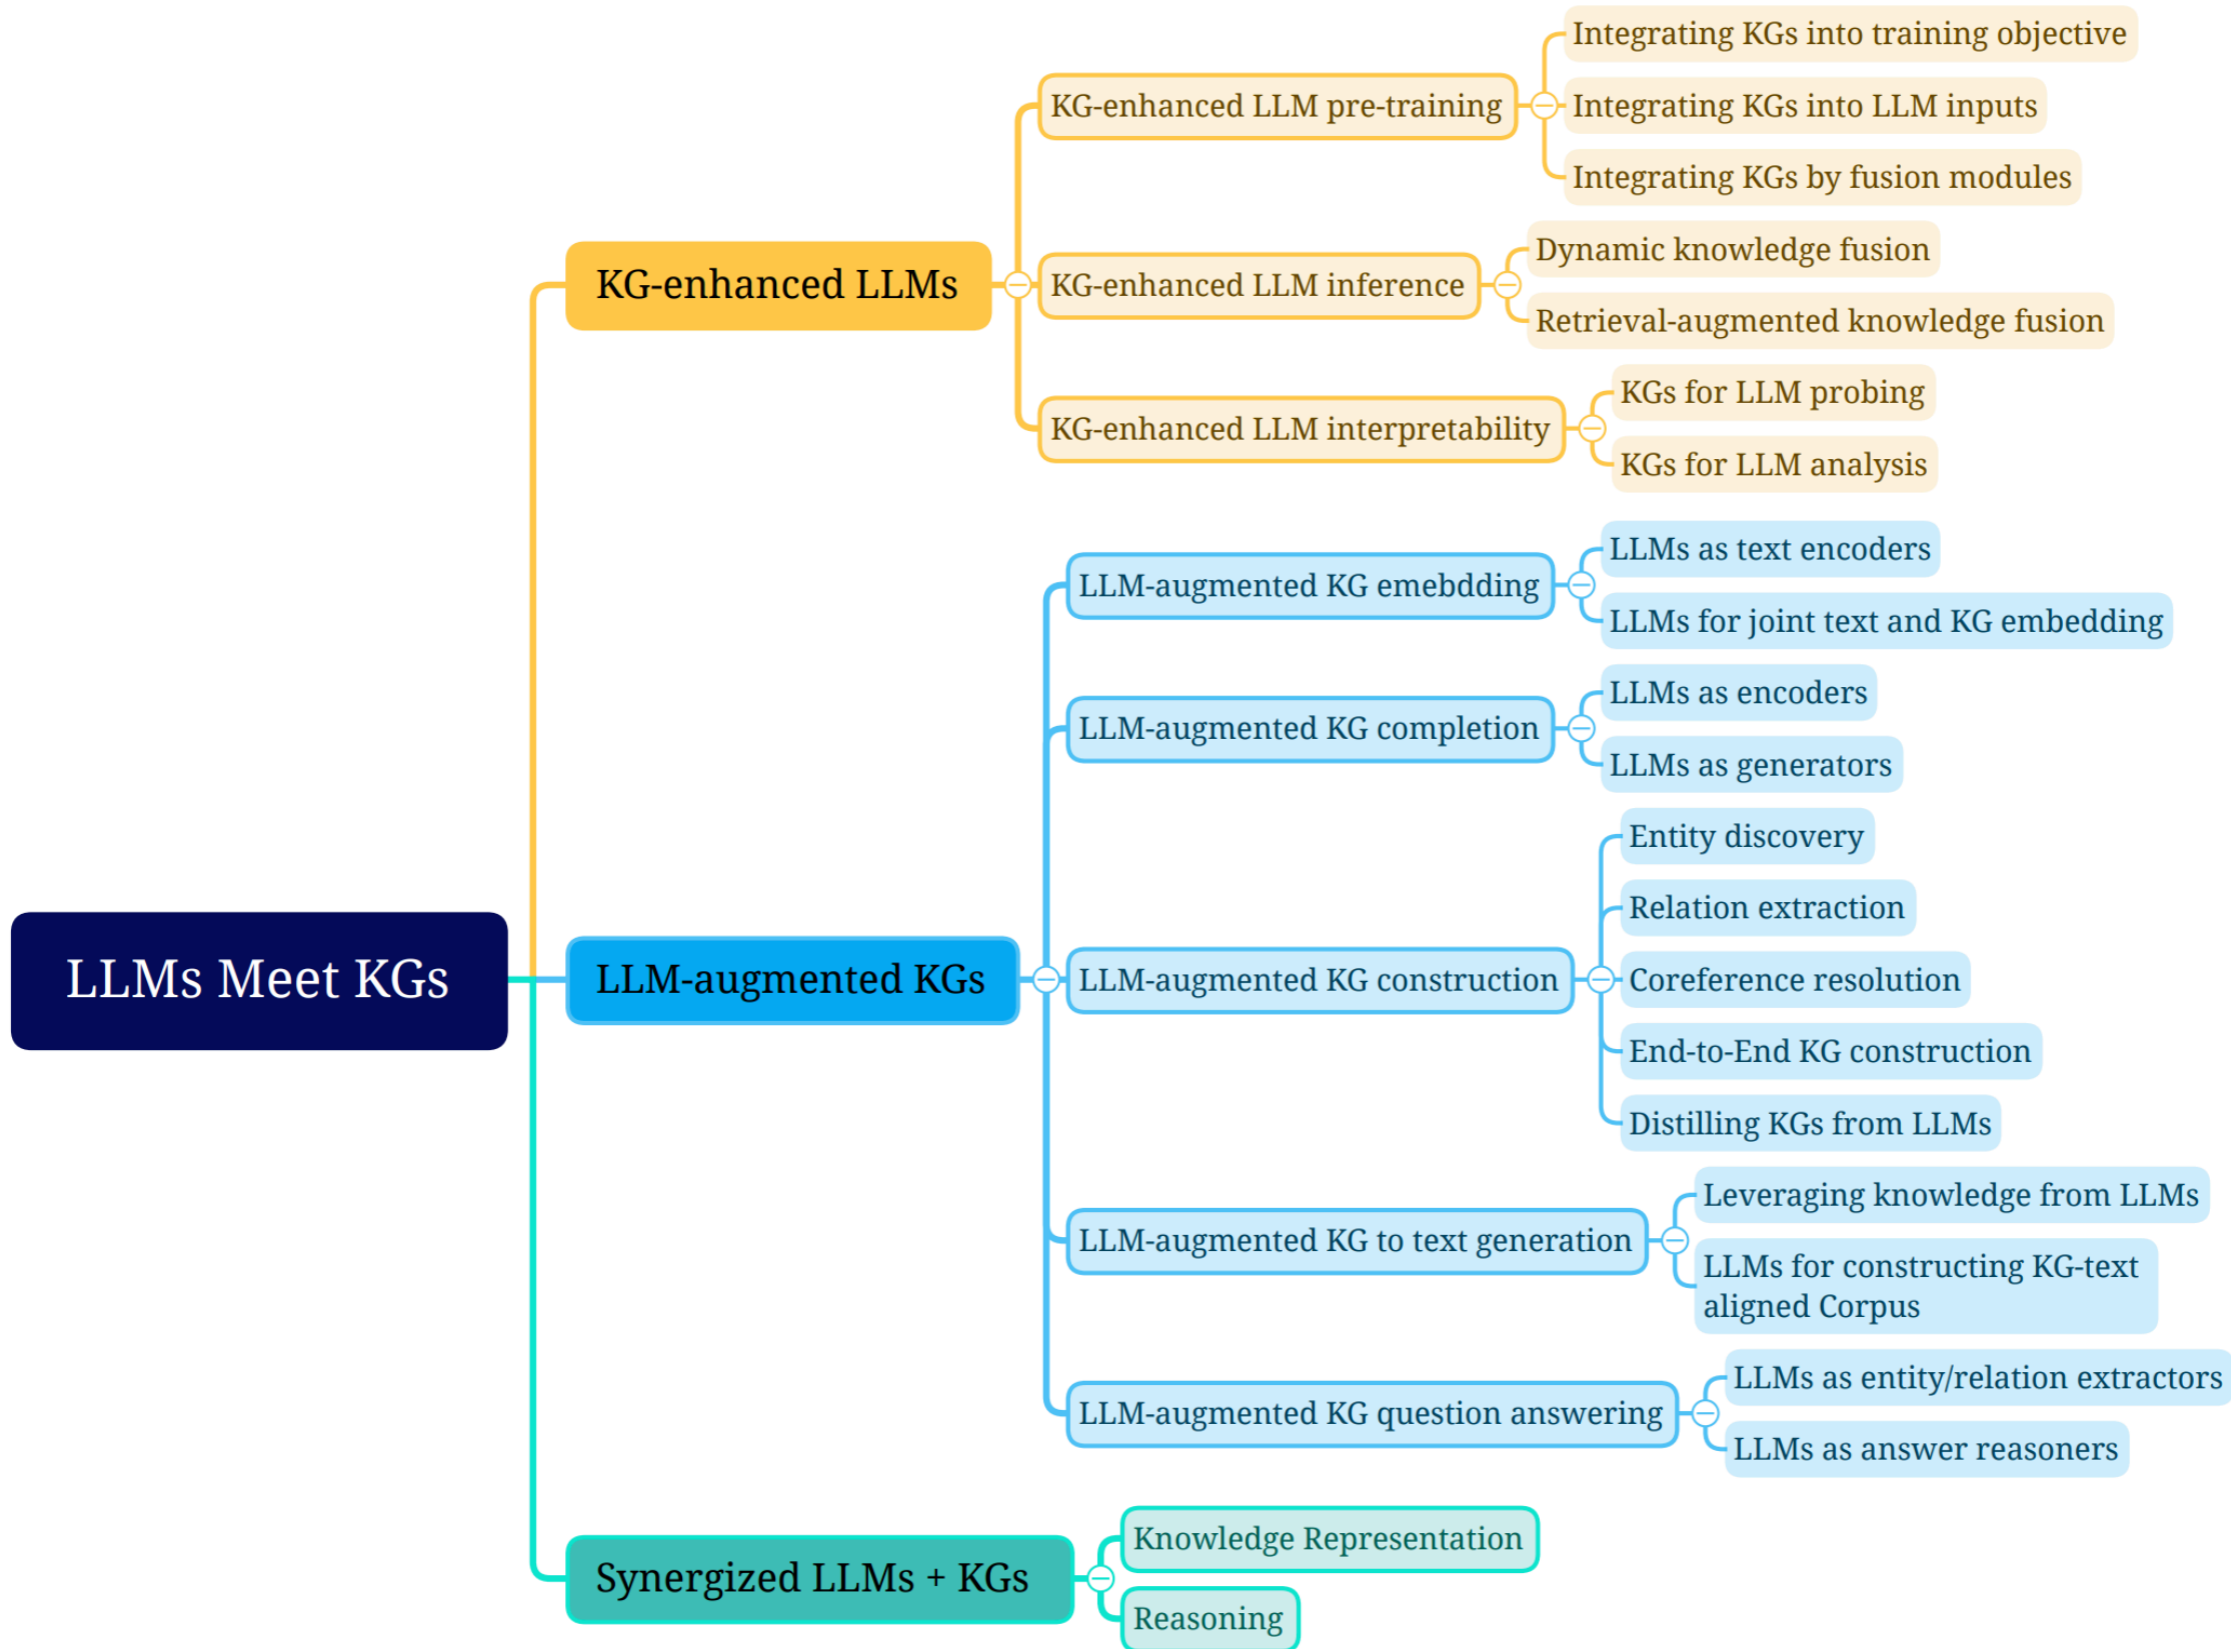 LLMs Meet KGs
KG-enhanced LLMs
KG-enhanced LLM pre-training
Integrating KGs into training objective
Integrating KGs into LLM inputs
Integrating KGs by fusion modules
KG-enhanced LLM inference
Dynamic knowledge fusion
Retrieval-augmented knowledge fusion
KG-enhanced LLM interpretability
KGs for LLM probing
KGs for LLM analysis
LLM-augmented KGs
LLM-augmented KG emebdding
LLMs as text encoders
LLMs for joint text and KG embedding
LLM-augmented KG completion
LLMs as encoders
LLMs as generators
LLM-augmented KG construction
Entity discovery
Relation extraction
Coreference resolution
End-to-End KG construction
Distilling KGs from LLMs
LLM-augmented KG to text generation
Leveraging knowledge from LLMs
LLMs for constructing KG-text
aligned Corpus
LLM-augmented KG question answering
LLMs as entity/relation extractors
LLMs as answer reasoners
Synergized LLMs + KGs
Knowledge Representation
Reasoning